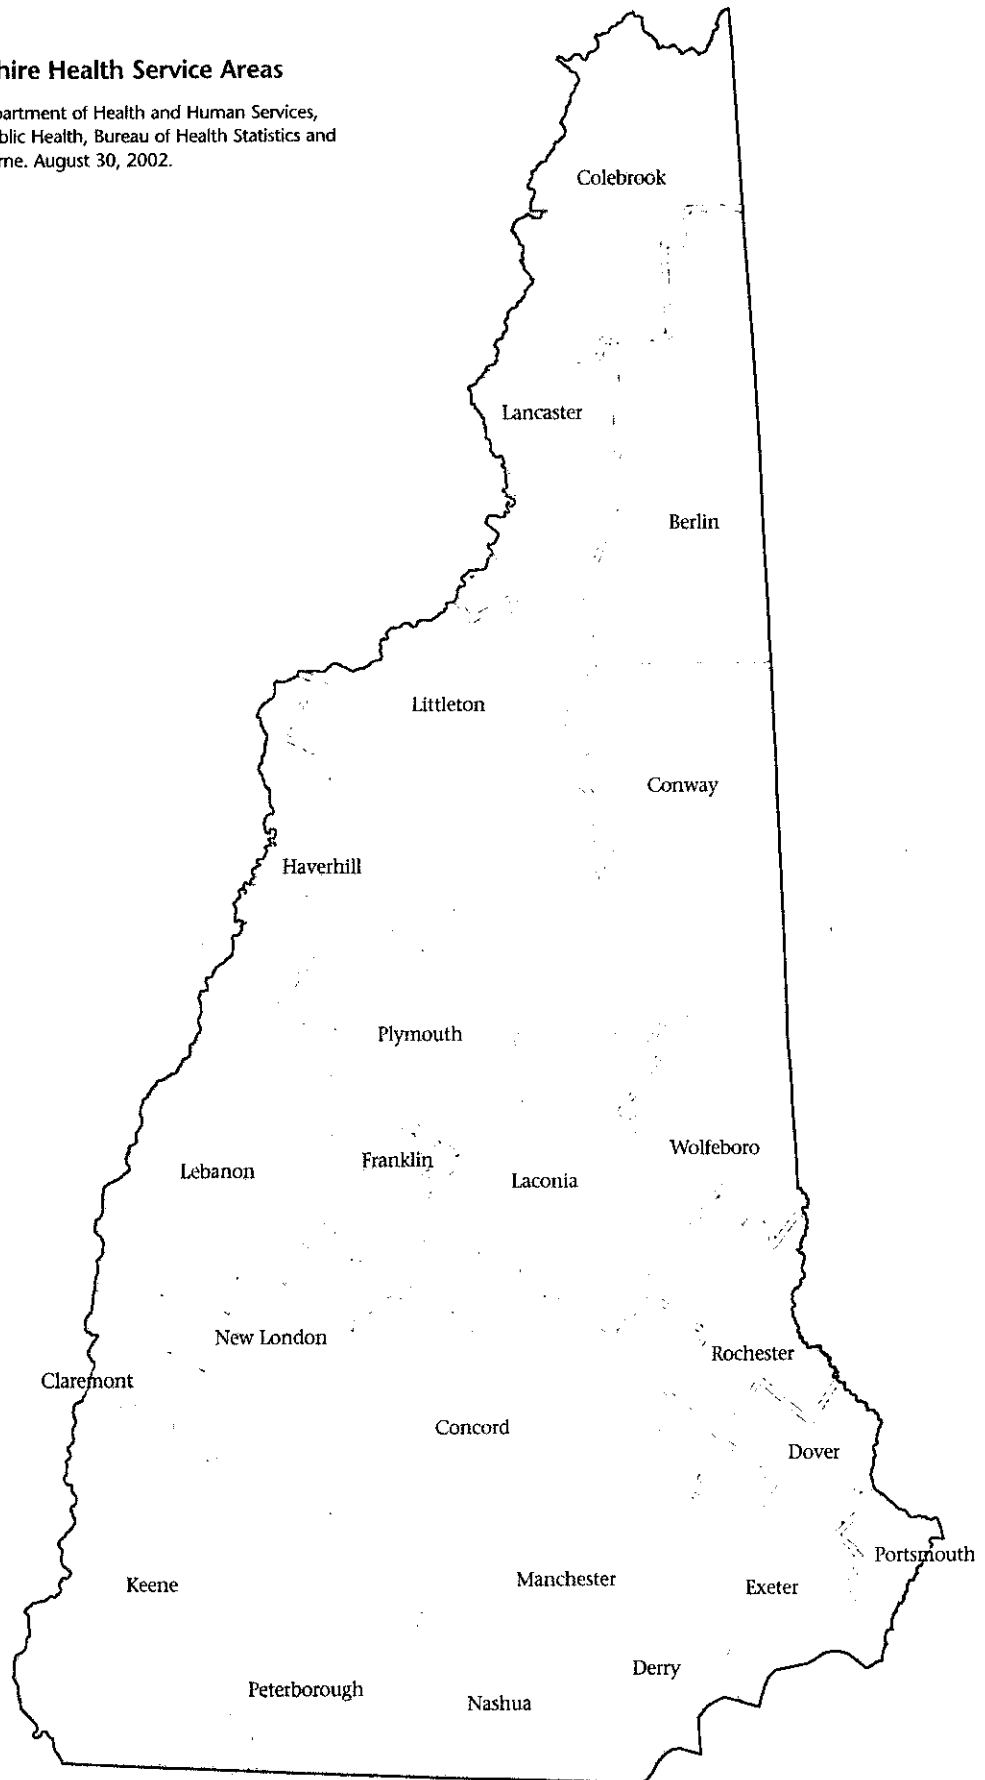 hire Health Service Areas
partment of Health and Human Services,
blic Health, Bureau of Health Statistics and
rne. August 30, 2002.
Colebrook
Lancaster
Berlin
Littleton
Conway
Haverhill
Plymouth
Wolfeboro
Franklin
Lebanon
Laconia
New London
Rochester
Claremont
Concord
Dover
Portsmouth
Manchester
Keene
Exeter
Derry
Peterborough
Nashua